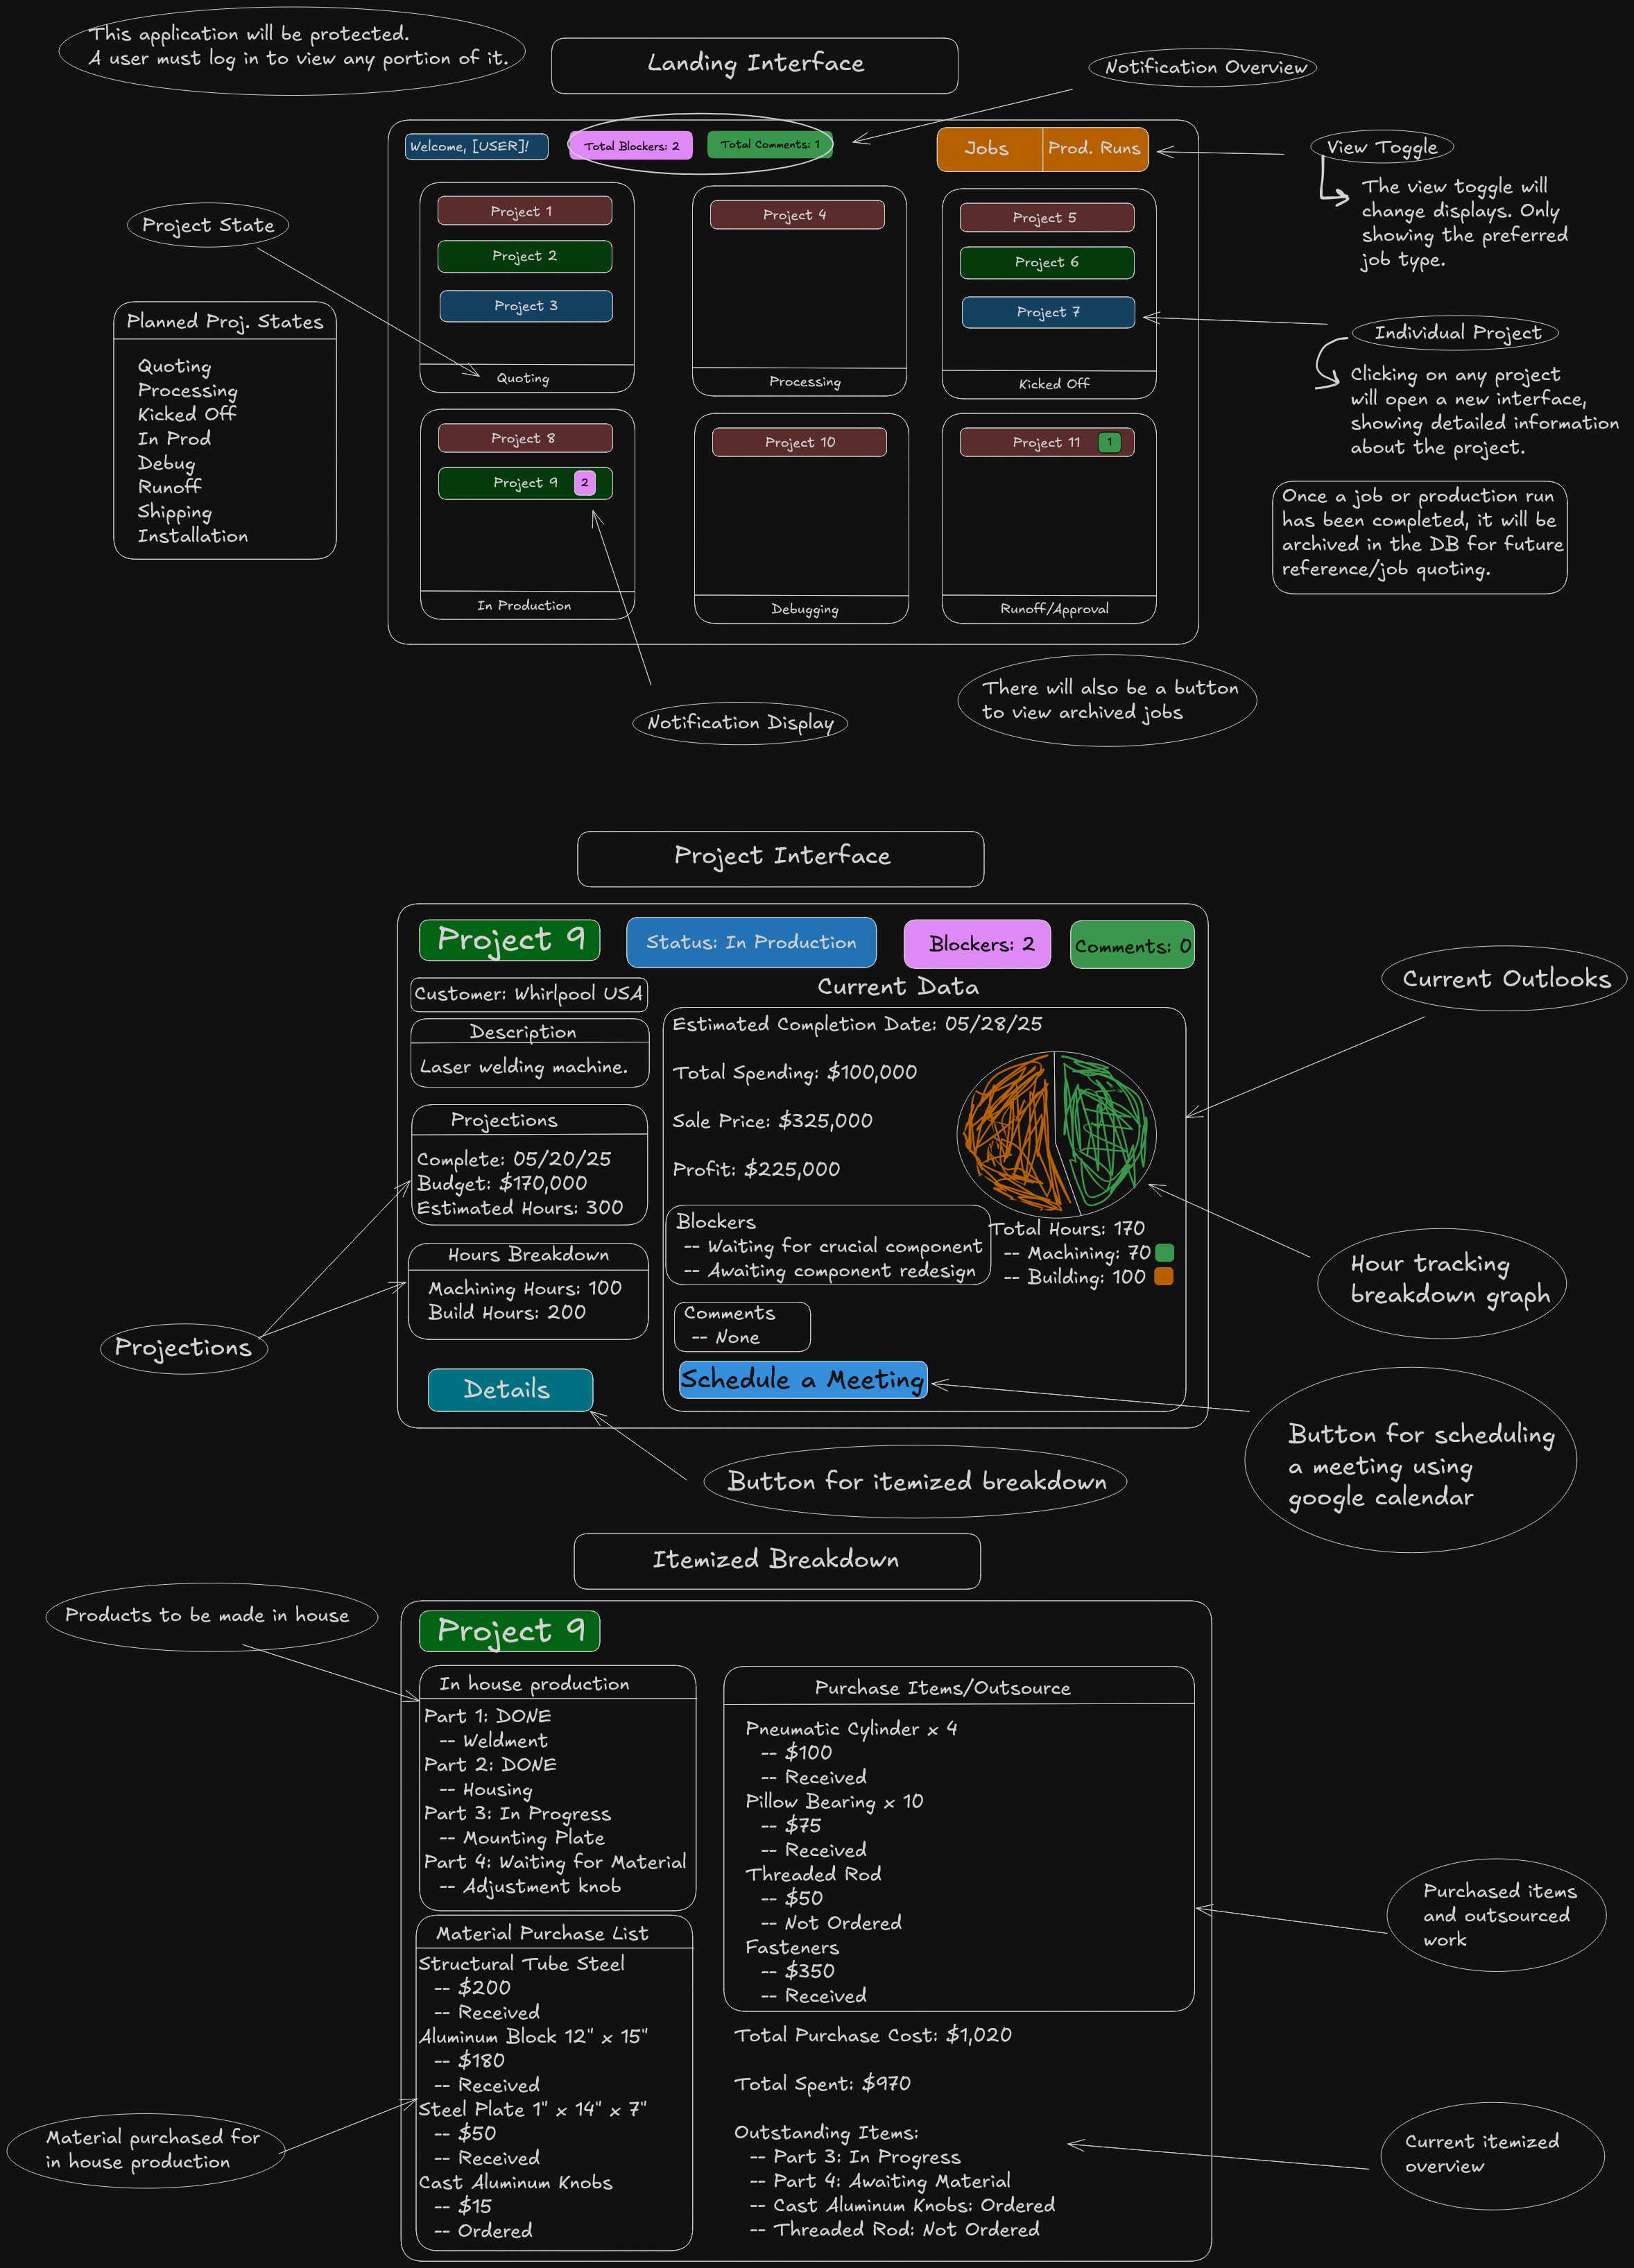 This application will be protected.
A user must log in to view any portion of it.
Landing Interface
Notification Overview
Welcome, [USER]!
Total Blockers: 2
Total Comments: 1
Jobs
Prod. Runs
View Toggle
The view toggle will
change displays. Only
showing the preferred
job type.
Project State
Project 1
Project 2
Project 3
Quoting
Project 4
Processing
Project 5
Project 6
Project 7
Kicked Off
Planned Proj. States
Quoting
Processing
Kicked Off
In Prod
Debug
Runoff
Shipping
Installation
Individual Project
Clicking on any project
will open a new interface,
showing detailed information
about the project.
Project 8
Project 9
2
In Production
Project 10
Debugging
Project 11
1
Runoff/Approval
Once a job or production run
has been completed, it will be
archived in the DB for future
reference/job quoting.
Notification Display
There will also be a button
to view archived jobs
Project Interface
Project 9
Status: In Production
Blockers: 2
Comments: 0
Customer: Whirlpool USA
Description
Laser welding machine.
Projections
Complete: 05/20/25
Budget: $170,000
Estimated Hours: 300
Hours Breakdown
Machining Hours: 100
Build Hours: 200
Details
Current Data
Estimated Completion Date: 05/28/25
Total Spending: $100,000
Sale Price: $325,000
Profit: $225,000
Blockers
-- Waiting for crucial component
-- Awaiting component redesign
Total Hours: 170
-- Machining: 70
-- Building: 100
Comments
-- None
Schedule a Meeting
Current Outlooks
Hour tracking
breakdown graph
Projections
Button for scheduling
a meeting using
google calendar
Button for itemized breakdown
Itemized Breakdown
Products to be made in house
Project 9
In house production
Part 1: DONE
-- Weldment
Part 2: DONE
-- Housing
Part 3: In Progress
-- Mounting Plate
Part 4: Waiting for Material
-- Adjustment knob
Material Purchase List
Structural Tube Steel
-- $200
-- Received
Aluminum Block 12" x 15"
-- $180
-- Received
Steel Plate 1" x 14" x 7"
-- $50
-- Received
Cast Aluminum Knobs
-- $15
-- Ordered
Purchase Items/Outsource
Pneumatic Cylinder x 4
-- $100
-- Received
Pillow Bearing x 10
-- $75
-- Received
Threaded Rod
-- $50
-- Not Ordered
Fasteners
-- $350
-- Received
Total Purchase Cost: $1,020
Total Spent: $970
Outstanding Items:
-- Part 3: In Progress
-- Part 4: Awaiting Material
-- Cast Aluminum Knobs: Ordered
-- Threaded Rod: Not Ordered
Purchased items
and outsourced
work
Material purchased for
in house production
Current itemized
overview